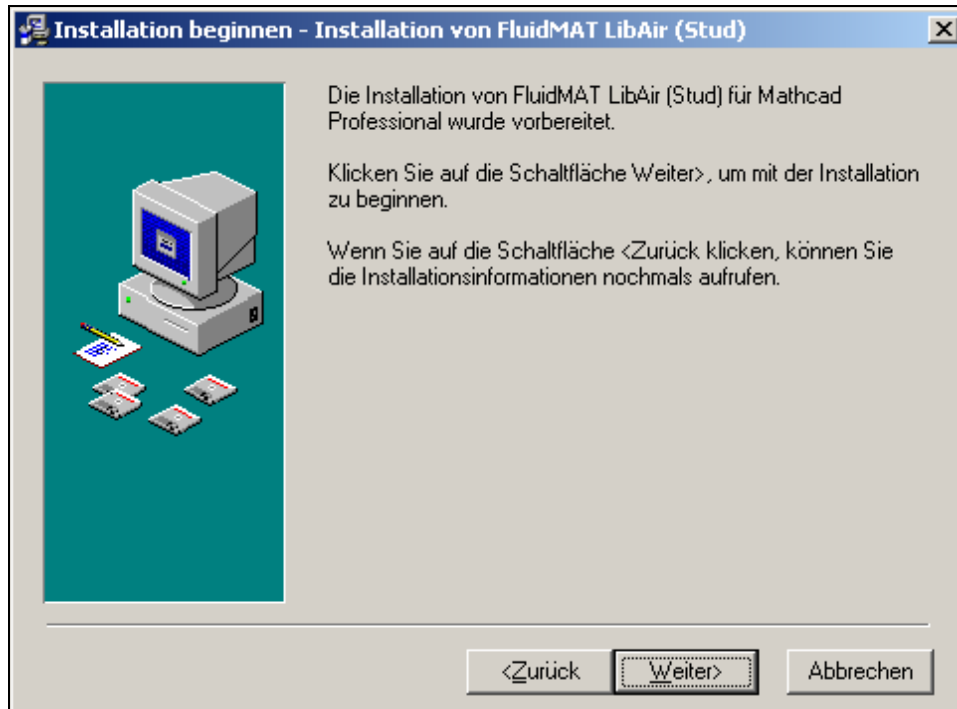 Installation beginnen - Installation von FluidMAT LibAir (Stud)
Die Installation von FluidMAT LibAir (Stud) für Mathcad
Professional wurde vorbereitet.
Klicken Sie auf die Schaltfläche Weiter>, um mit der Installation
zu beginnen.
Wenn Sie auf die Schaltfläche <Zurück klicken, können Sie
die Installationsinformationen nochmals aufrufen.
<Zurück
Weiter>
Abbrechen